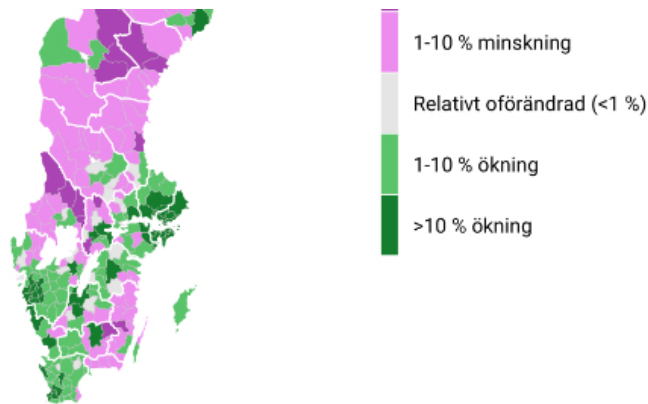 1-10 % minskning
Relativt oförändrad (<1 %)
1-10 % ökning
>10 % ökning